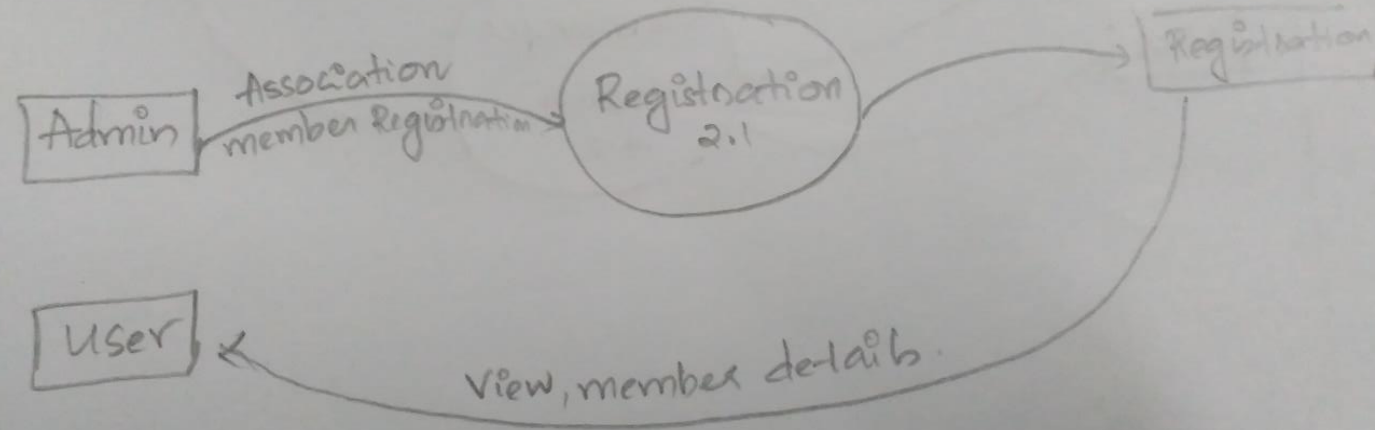 Admin
Association
member Registration
Registration
2.1
Registration
user
View, member details.